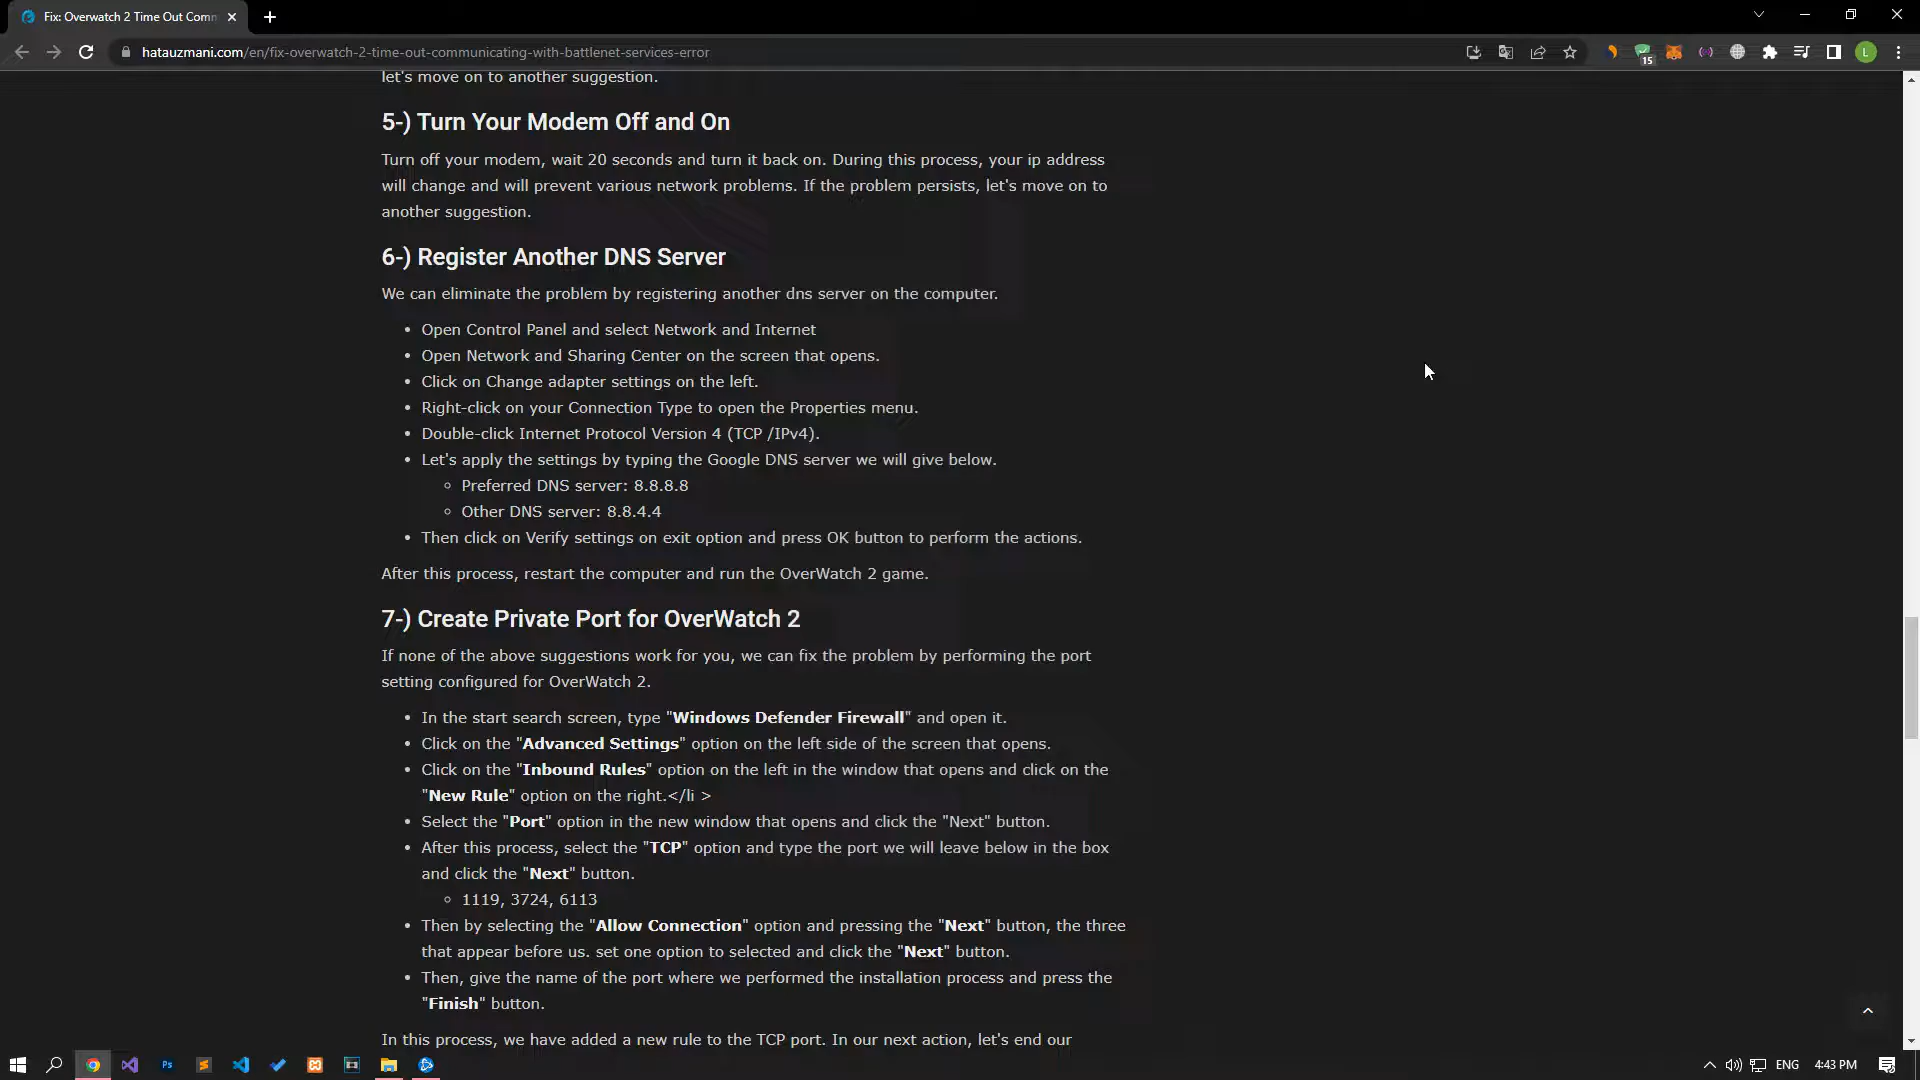 Fix: Overwatch 2 Time Out Comm
hatauzmani.com/en/fix-overwatch-2-time-out-communicating-with-battlenet-services-error
15
L
let's move on to another suggestion.
5-) Turn Your Modem Off and On
Turn off your modem, wait 20 seconds and turn it back on. During this process, your ip address
will change and will prevent various network problems. If the problem persists, let's move on to
another suggestion.
6-) Register Another DNS Server
We can eliminate the problem by registering another dns server on the computer.
Open Control Panel and select Network and Internet
Open Network and Sharing Center on the screen that opens.
Click on Change adapter settings on the left.
Right-click on your Connection Type to open the Properties menu.
Double-click Internet Protocol Version 4 (TCP /IPv4).
Let's apply the settings by typing the Google DNS server we will give below.
Preferred DNS server: 8.8.8.8
Other DNS server: 8.8.4.4
Then click on Verify settings on exit option and press OK button to perform the actions.
After this process, restart the computer and run the OverWatch 2 game.
7-) Create Private Port for OverWatch 2
If none of the above suggestions work for you, we can fix the problem by performing the port
setting configured for OverWatch 2.
In the start search screen, type "Windows Defender Firewall" and open it.
Click on the "Advanced Settings" option on the left side of the screen that opens.
Click on the "Inbound Rules" option on the left in the window that opens and click on the
"New Rule" option on the right.</li >
Select the "Port" option in the new window that opens and click the "Next" button.
After this process, select the "TCP" option and type the port we will leave below in the box
and click the "Next" button.
1119, 3724, 6113
Then by selecting the "Allow Connection" option and pressing the "Next" button, the three
that appear before us. set one option to selected and click the "Next" button.
Then, give the name of the port where we performed the installation process and press the
"Finish" button.
In this process, we have added a new rule to the TCP port. In our next action, let's end our
Ps
ENG
4:43 PM